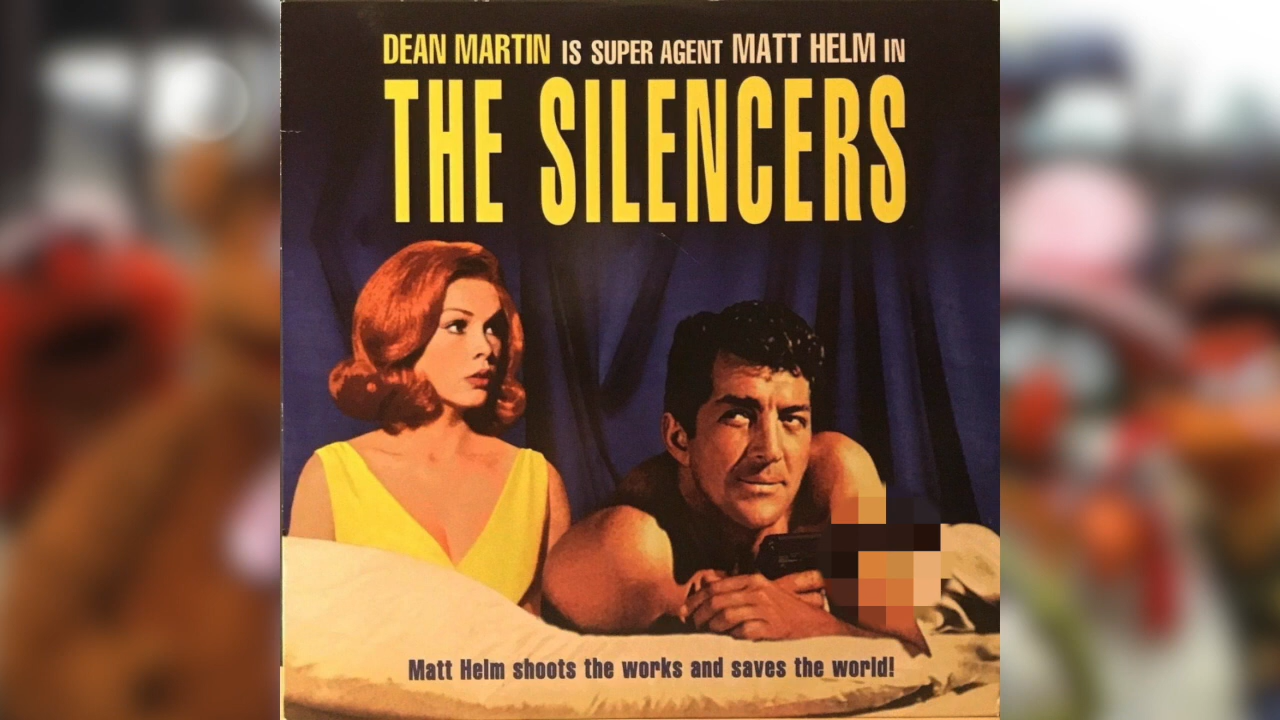 DEAN MARTIN IS SUPER AGENT MATT HELM IN
THE SILENCERS
Matt Helm shoots the works and saves the world!